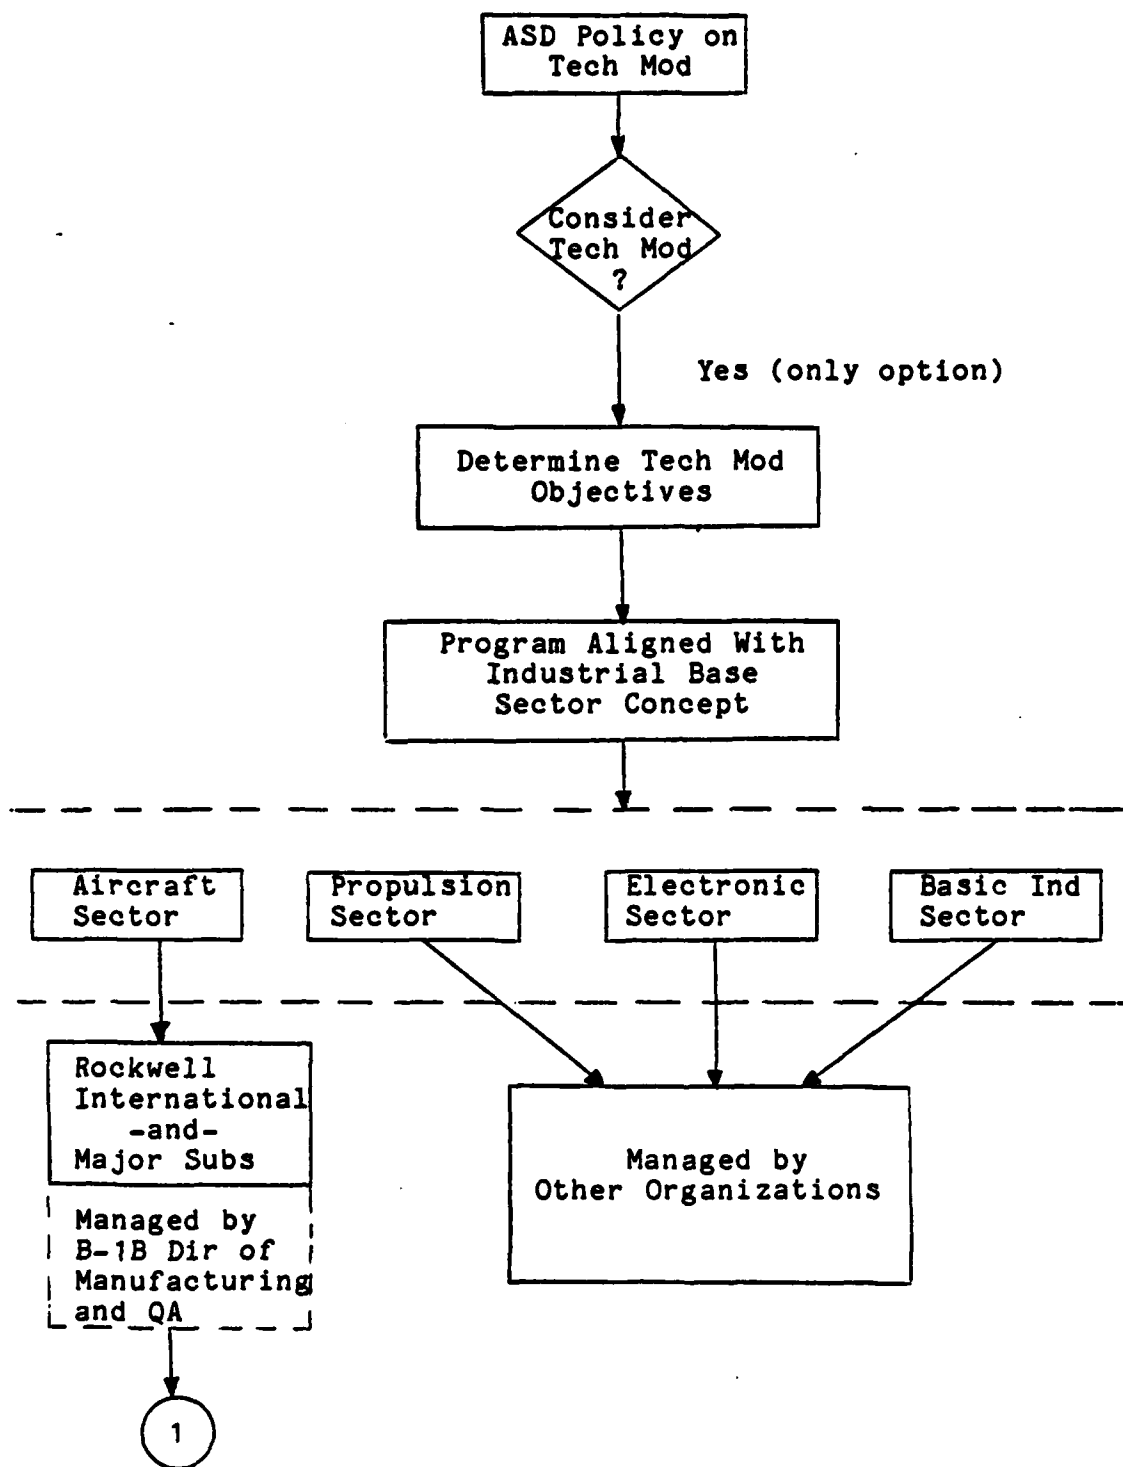 ASD Policy on
Tech Mod
Consider
Tech Mod
?
Yes (only option)
Determine Tech Mod
Objectives
Program Aligned With
Industrial Base
Sector Concept
Aircraft
Sector
Propulsion
Sector
Electronic
Sector
Basic Ind
Sector
Rockwell
International
-and-
Major Subs
Managed by
B-1B Dir of
Manufacturing
and QA
Managed by
Other Organizations
1